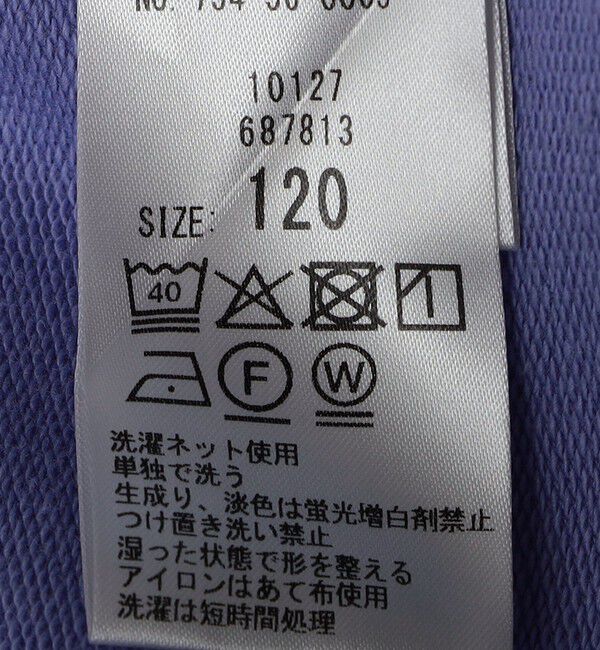 10127
687813
SIZE: 120
40
F W
洗濯ネット使用
単独で洗う
生成り、淡色は蛍光増白剤禁止
つけ置き洗い禁止
湿った状態で形を整える
アイロンはあて布使用
洗濯は短時間処理